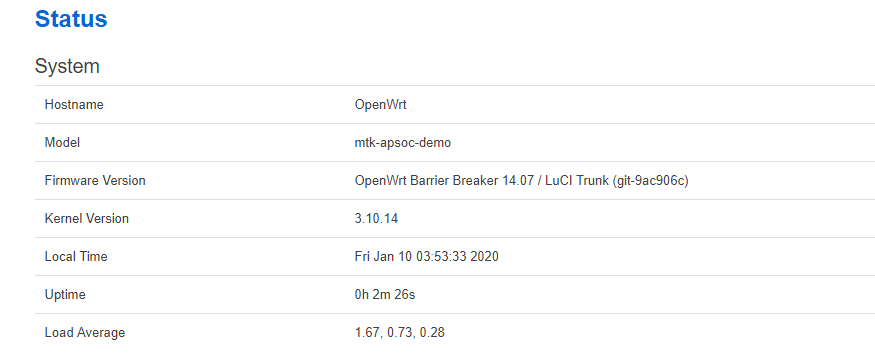 Status
System
Hostname OpenWrt
Model mtk-apsoc-demo
Firmware Version OpenWrt Barrier Breaker 14.07 / LuCI Trunk (git-9ac906c)
Kernel Version 3.10.14
Local Time Fri Jan 10 03:53:33 2020
Uptime 0h 2m 26s
Load Average 1.67, 0.73, 0.28